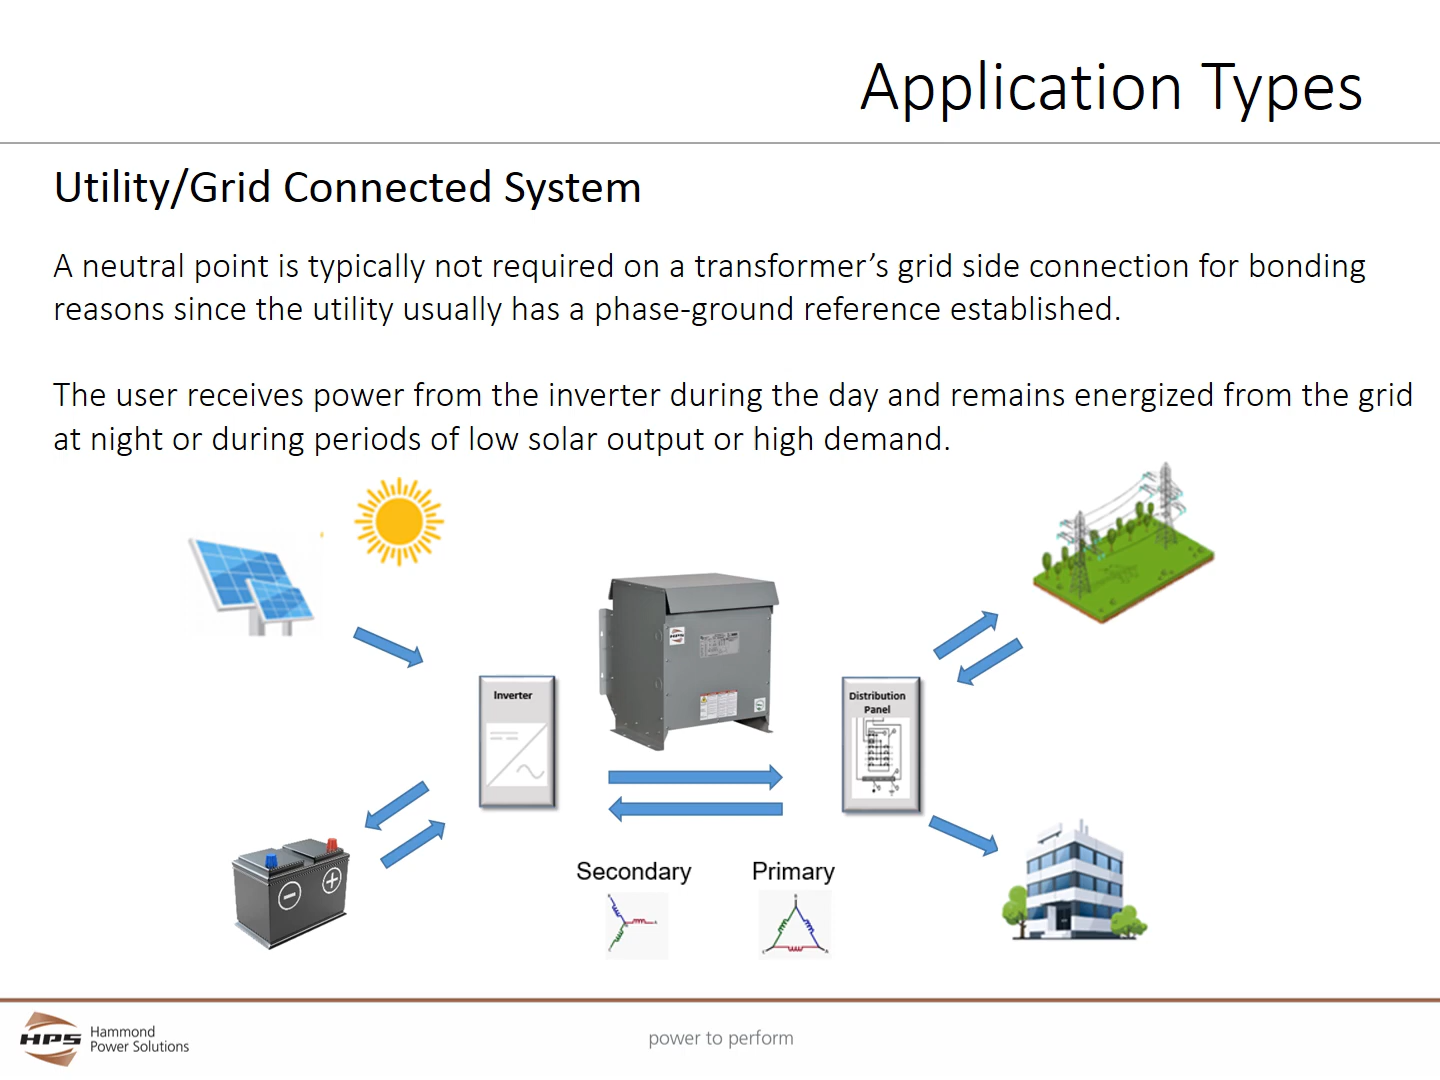 Application Types
Utility/Grid Connected System
A neutral point is typically not required on a transformer’s grid side connection for bonding
reasons since the utility usually has a phase-ground reference established.
The user receives power from the inverter during the day and remains energized from the grid
at night or during periods of low solar output or high demand.
Inverter
HPS
Distribution
Panel
Secondary
Primary
HPS
Hammond
Power Solutions
power to perform